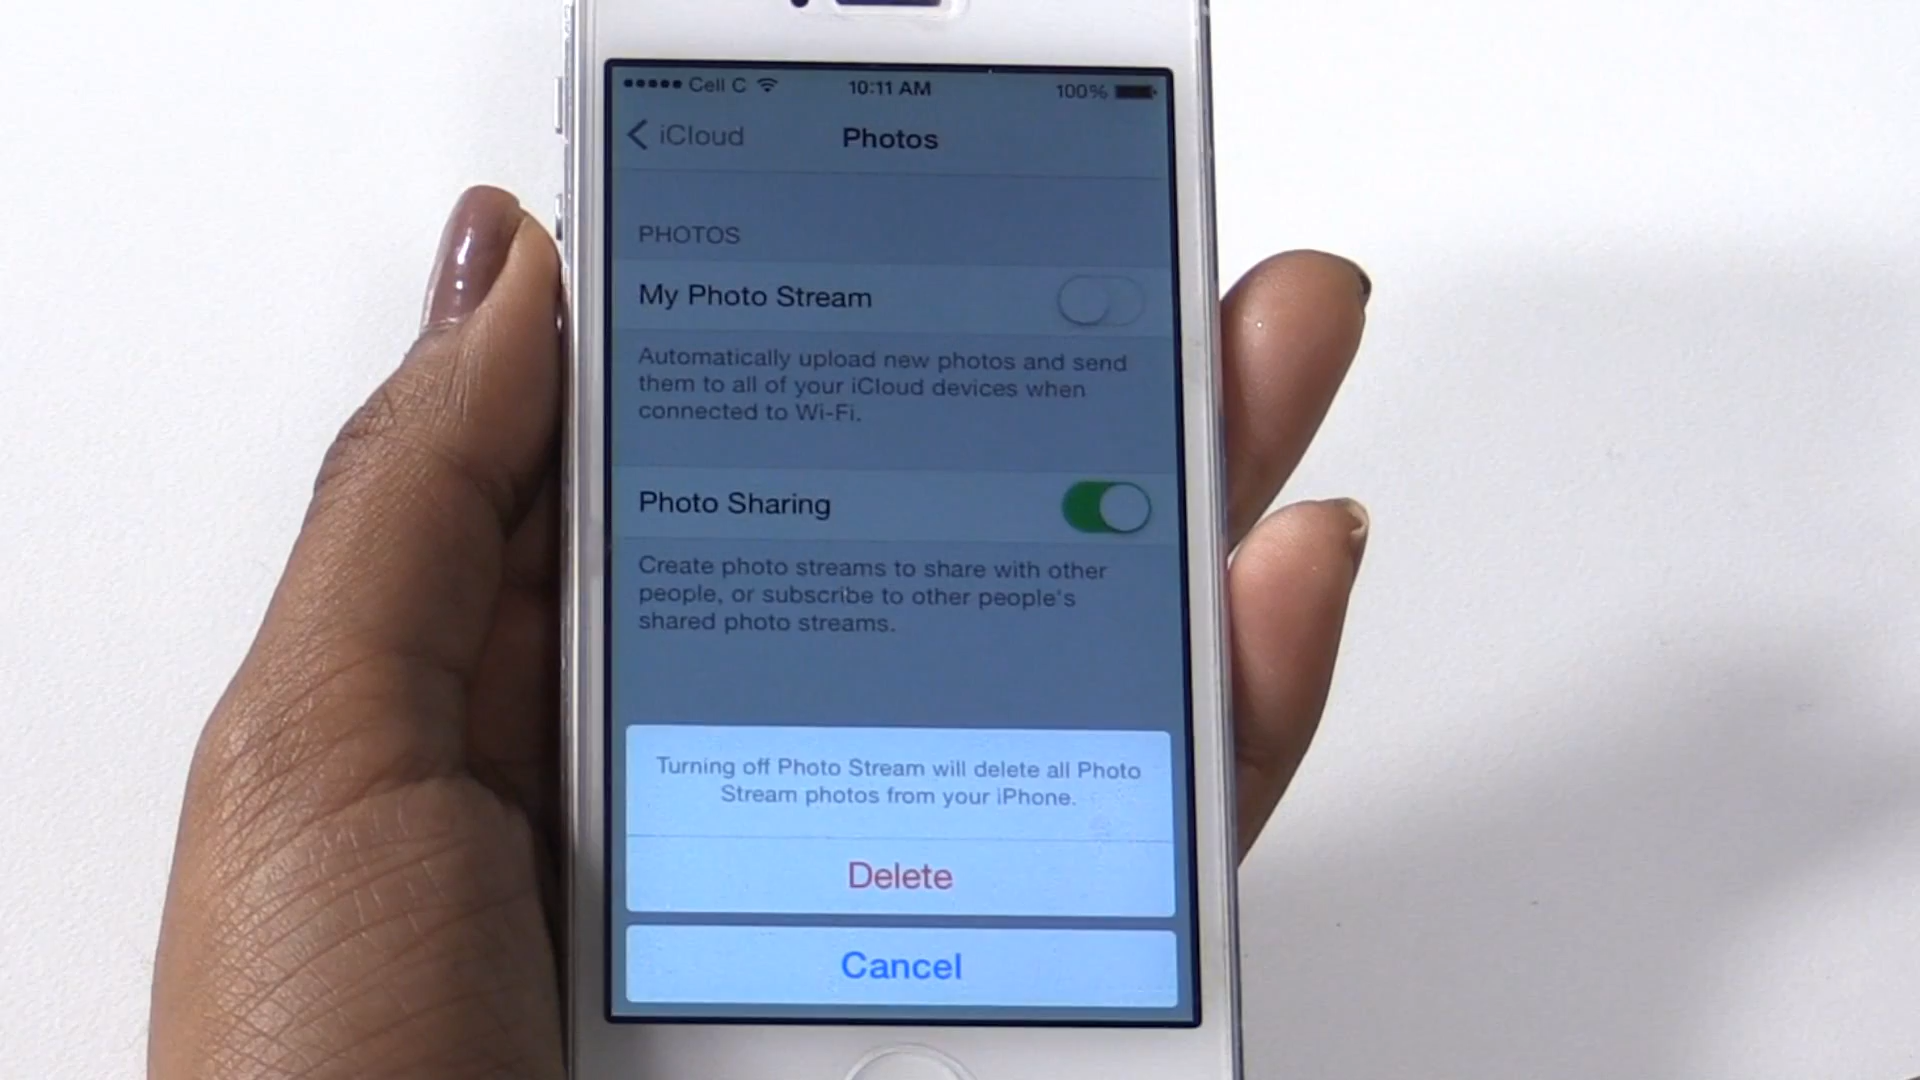 Cell C 10:11 AM 100%
iCloud Photos
PHOTOS
My Photo Stream
Automatically upload new photos and send
them to all of your iCloud devices when
connected to Wi-Fi.
Photo Sharing
Create photo streams to share with other
people, or subscribe to other people's
shared photo streams.
Turning off Photo Stream will delete all Photo
Stream photos from your iPhone.
Delete
Cancel